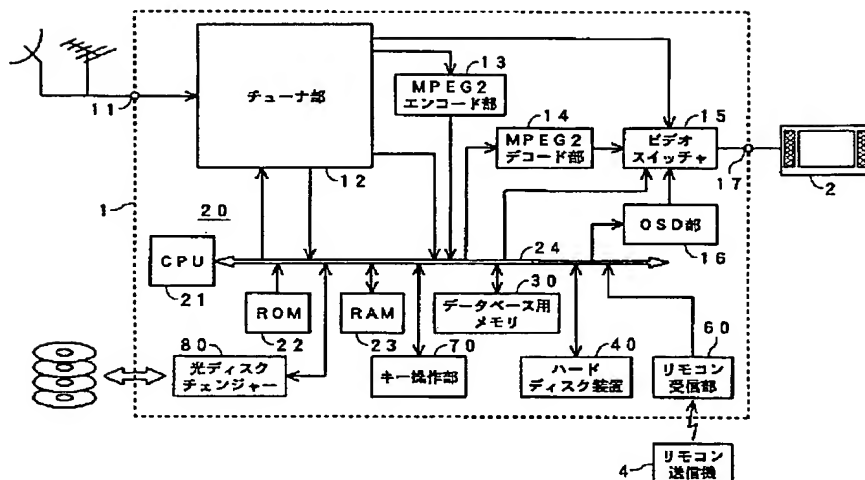 11
チューナ部
12
13
MPEG2
エンコード部
14
MPEG2
デコード部
15
ビデオ
スイッチャ
17
2
1
20
OSD部
16
CPU
21
24
ROM
22
RAM
23
30
データベース用
メモリ
80
光ディスク
チェンジャー
70
キー操作部
40
ハード
ディスク装置
60
リモコン
受信部
4
リモコン
送信機